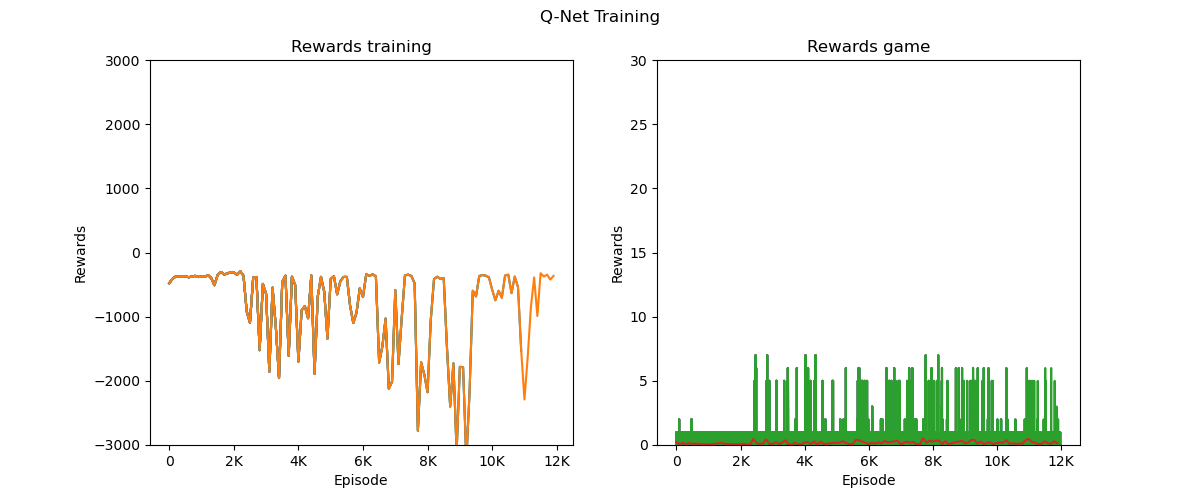 Q-Net Training
Rewards training
Rewards
3000
2000
1000
0
−1000
−2000
−3000
0 2K 4K 6K 8K 10K 12K
Episode
Rewards game
Rewards
30
25
20
15
10
5
0
0 2K 4K 6K 8K 10K 12K
Episode